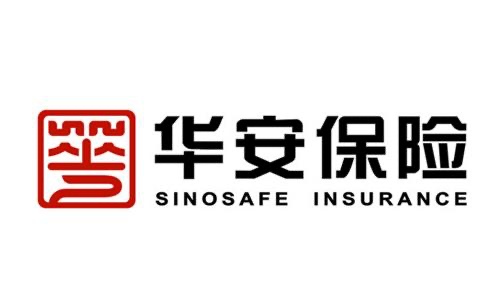 华安保险
SINOSAFE INSURANCE